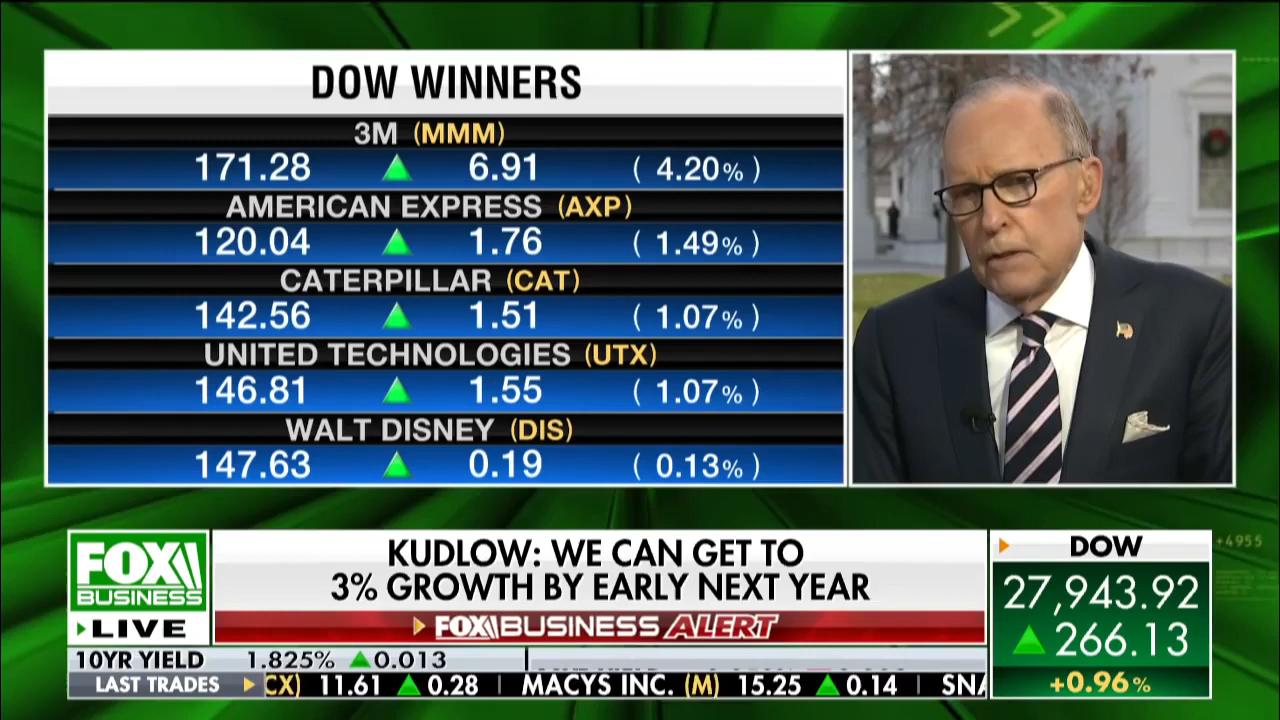 DOW WINNERS
3M (MMM)
171.28 ▲ 6.91 ( 4.20% )
AMERICAN EXPRESS (AXP)
120.04 ▲ 1.76 ( 1.49% )
CATERPILLAR (CAT)
142.56 ▲ 1.51 ( 1.07% )
UNITED TECHNOLOGIES (UTX)
146.81 ▲ 1.55 ( 1.07% )
WALT DISNEY (DIS)
147.63 ▲ 0.19 ( 0.13% )
FOX
BUSINESS
LIVE
KUDLOW: WE CAN GET TO
3% GROWTH BY EARLY NEXT YEAR
FOX BUSINESS ALERT
DOW
27,943.92
▲ 266.13
+0.96%
+4955
10YR YIELD 1.825% ▲ 0.013
LAST TRADES CX) 11.61 ▲ 0.28 | MACYS INC. (M) 15.25 ▲ 0.14 | SNA